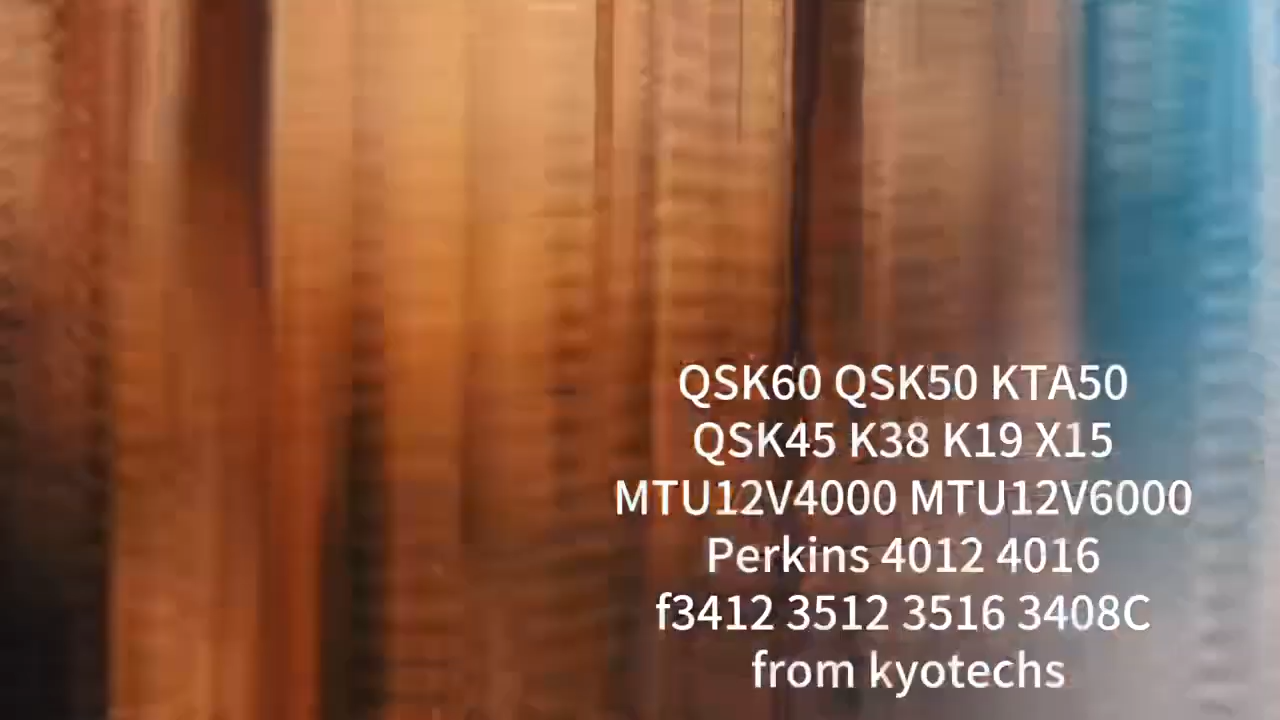 QSK60 QSK50 KTA50
QSK45 K38 K19 X15
MTU12V4000 MTU12V6000
Perkins 4012 4016
f3412 3512 3516 3408C
from kyotechs